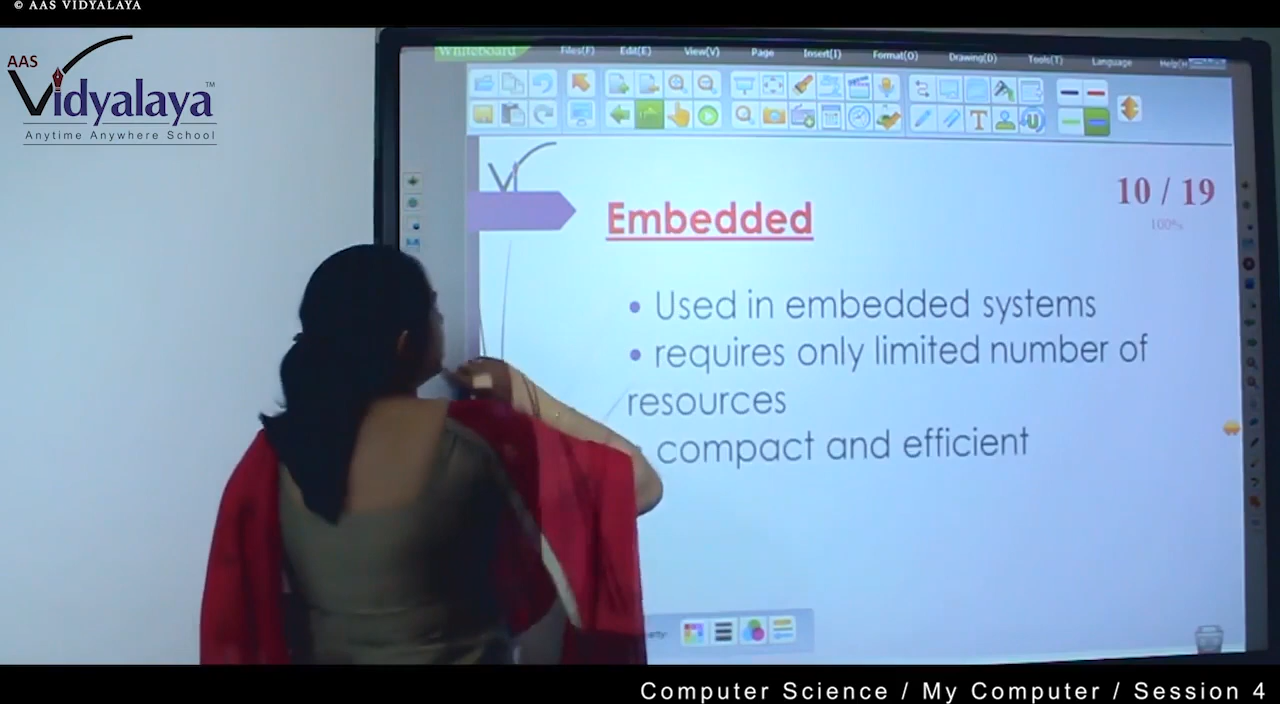 © AAS VIDYALAYA
AAS
Vidyalaya™
Anytime Anywhere School
Whiteboard Files(F) Edit(E) View(V) Page Insert(I) Format(O) Drawing(D) Tools(T) Language
10 / 19
100%
Embedded
• Used in embedded systems
• requires only limited number of
resources
compact and efficient
Computer Science / My Computer / Session 4